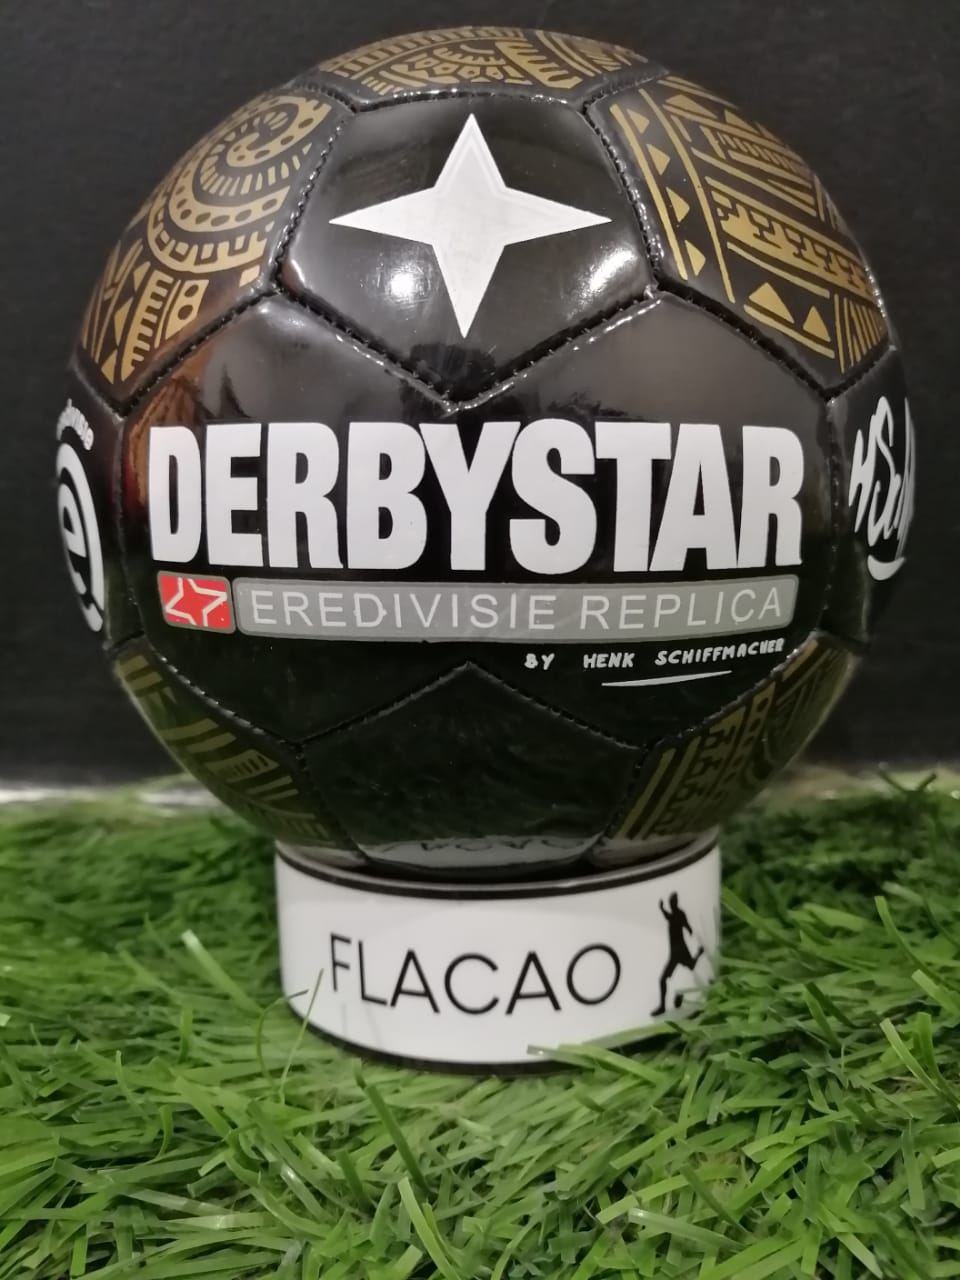 DERBYSTAR
EREDIVISIE REPLICA
BY HENK SCHIFFMACHER
FLACAO